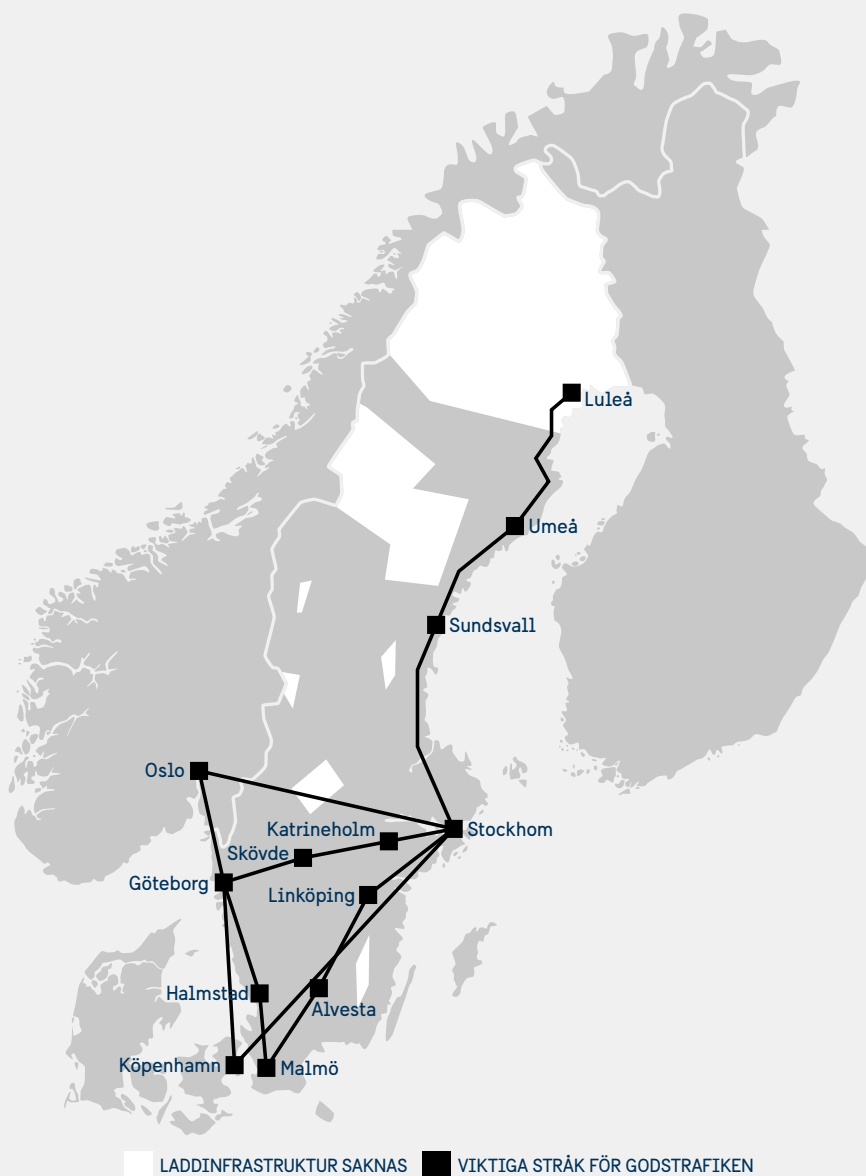 Luleå
Umeå
Sundsvall
Oslo
Katrineholm
Stockhom
Skövde
Göteborg
Linköping
Halmstad
Alvesta
Köpenhamn
Malmö
LADDINFRASTRUKTUR SAKNAS
VIKTIGA STRÅK FÖR GODSTRAFIKEN